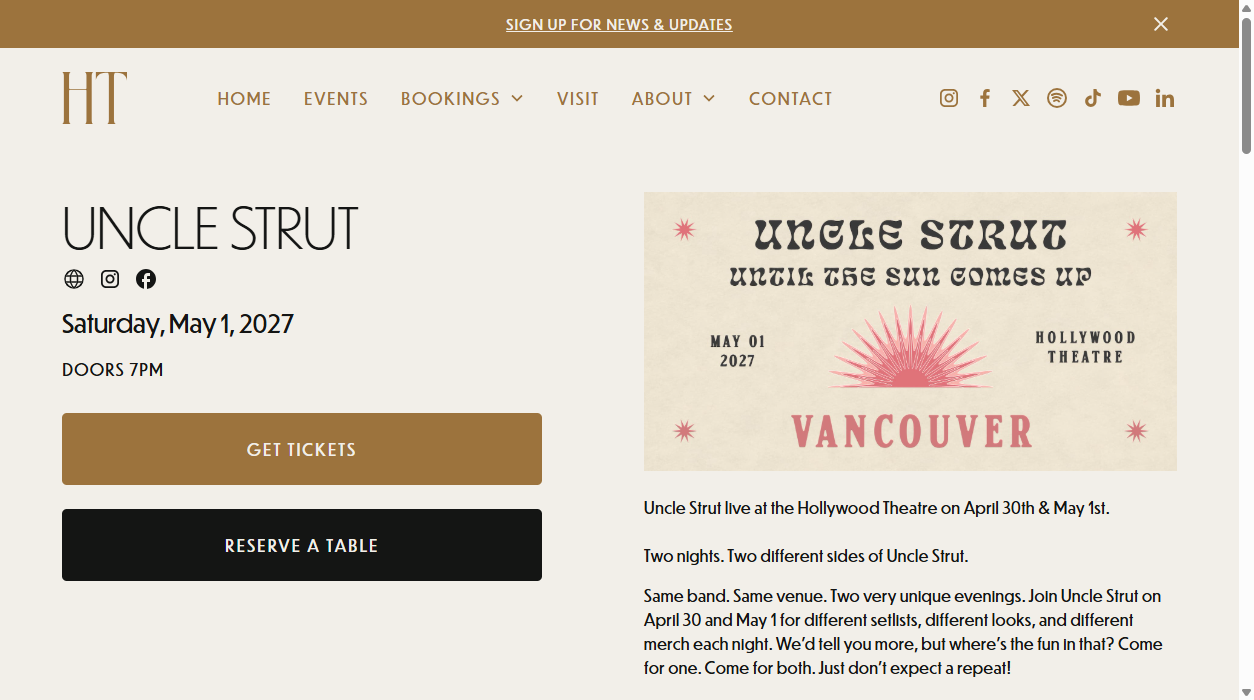 SIGN UP FOR NEWS & UPDATES
HT
HOME
EVENTS
BOOKINGS
VISIT
ABOUT
CONTACT
UNCLE STRUT
Saturday, May 1, 2027
DOORS 7PM
GET TICKETS
RESERVE A TABLE
UNCLE STRUT
UNTIL THE SUN COMES UP
MAY 01
2027
HOLLYWOOD
THEATRE
VANCOUVER
Uncle Strut live at the Hollywood Theatre on April 30th & May 1st.
Two nights. Two different sides of Uncle Strut.
Same band. Same venue. Two very unique evenings. Join Uncle Strut on
April 30 and May 1 for different setlists, different looks, and different
merch each night. We'd tell you more, but where's the fun in that? Come
for one. Come for both. Just don't expect a repeat!